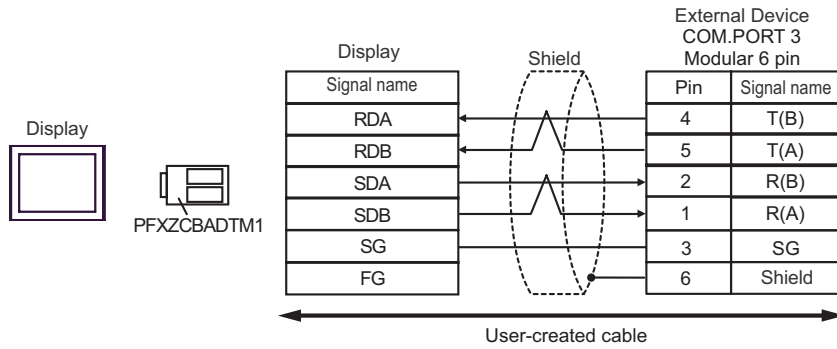 External Device
COM.PORT 3
Modular 6 pin
Display
Shield
Signal name
Pin
Signal name
RDA
4
T(B)
Display
RDB
5
T(A)
SDA
2
R(B)
PFXZCBADTM1
SDB
1
R(A)
SG
3
SG
FG
6
Shield
User-created cable